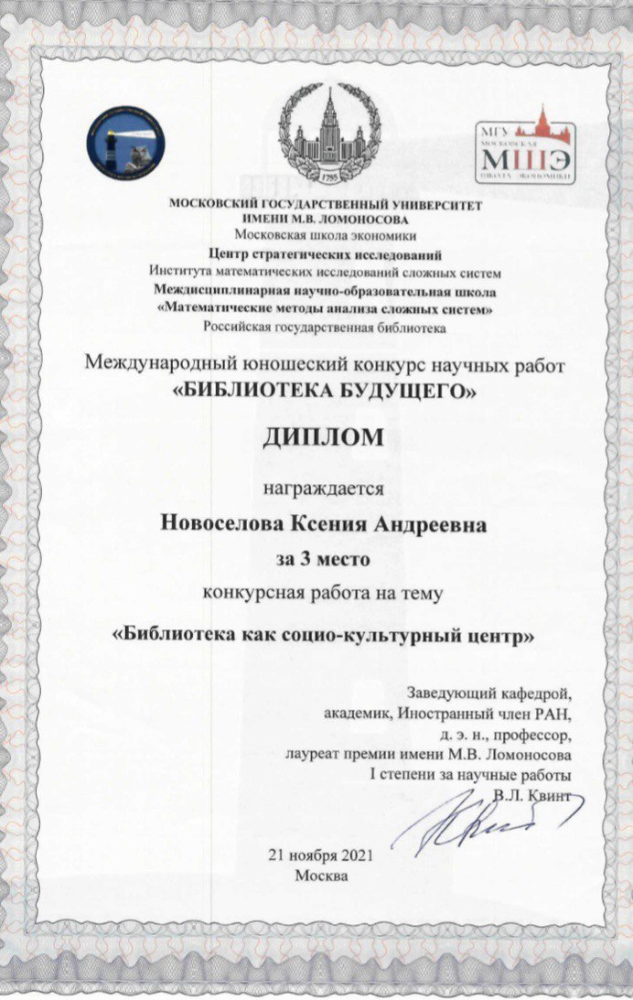 1755
МГУ
МОСКОВСКАЯ
МШЭ
ШКОЛА ЭКОНОМИКИ
МОСКОВСКИЙ ГОСУДАРСТВЕННЫЙ УНИВЕРСИТЕТ
ИМЕНИ М.В. ЛОМОНОСОВА
Московская школа экономики
Центр стратегических исследований
Института математических исследований сложных систем
Междисциплинарная научно-образовательная школа
«Математические методы анализа сложных систем»
Российская государственная библиотека
Международный юношеский конкурс научных работ
«БИБЛИОТЕКА БУДУЩЕГО»
ДИПЛОМ
награждается
Новоселова Ксения Андреевна
за 3 место
конкурсная работа на тему
«Библиотека как социо-культурный центр»
Заведующий кафедрой,
академик, Иностранный член РАН,
д. э. н., профессор,
лауреат премии имени М.В. Ломоносова
I степени за научные работы
В.Л. Квинт
21 ноября 2021
Москва